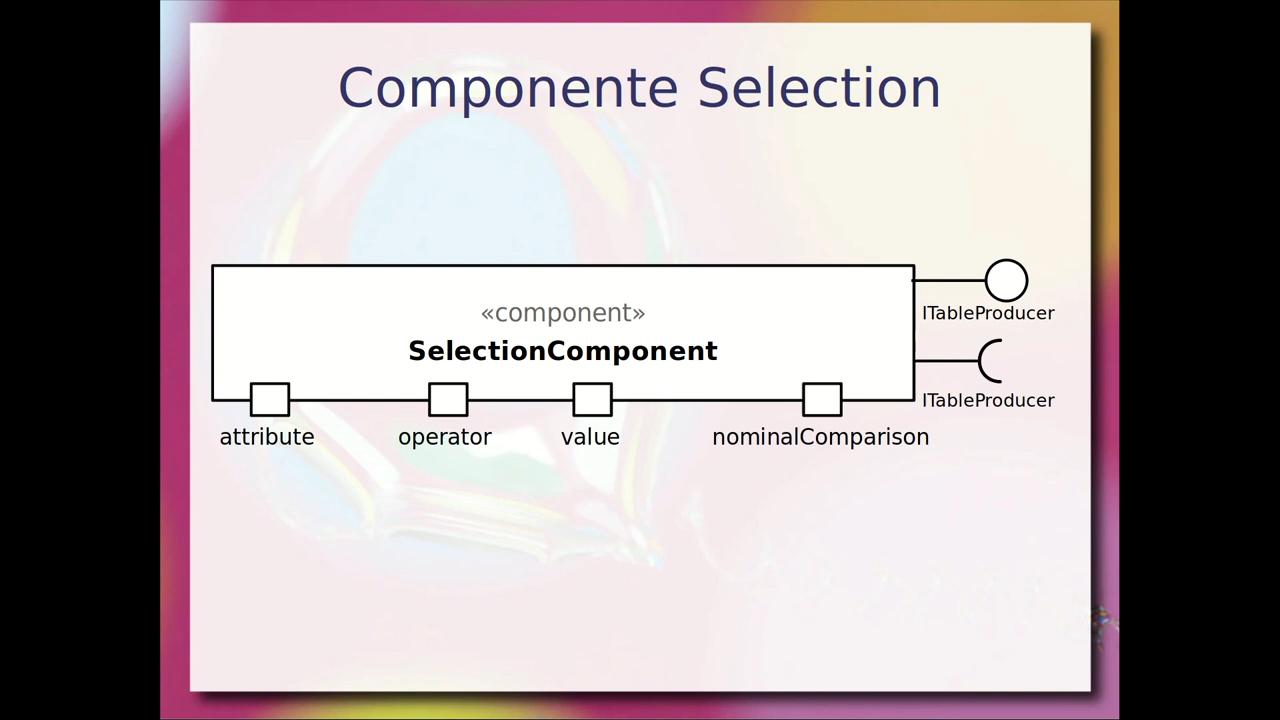 Componente Selection
«component»
SelectionComponent
ITableProducer
ITableProducer
attribute
operator
value
nominalComparison